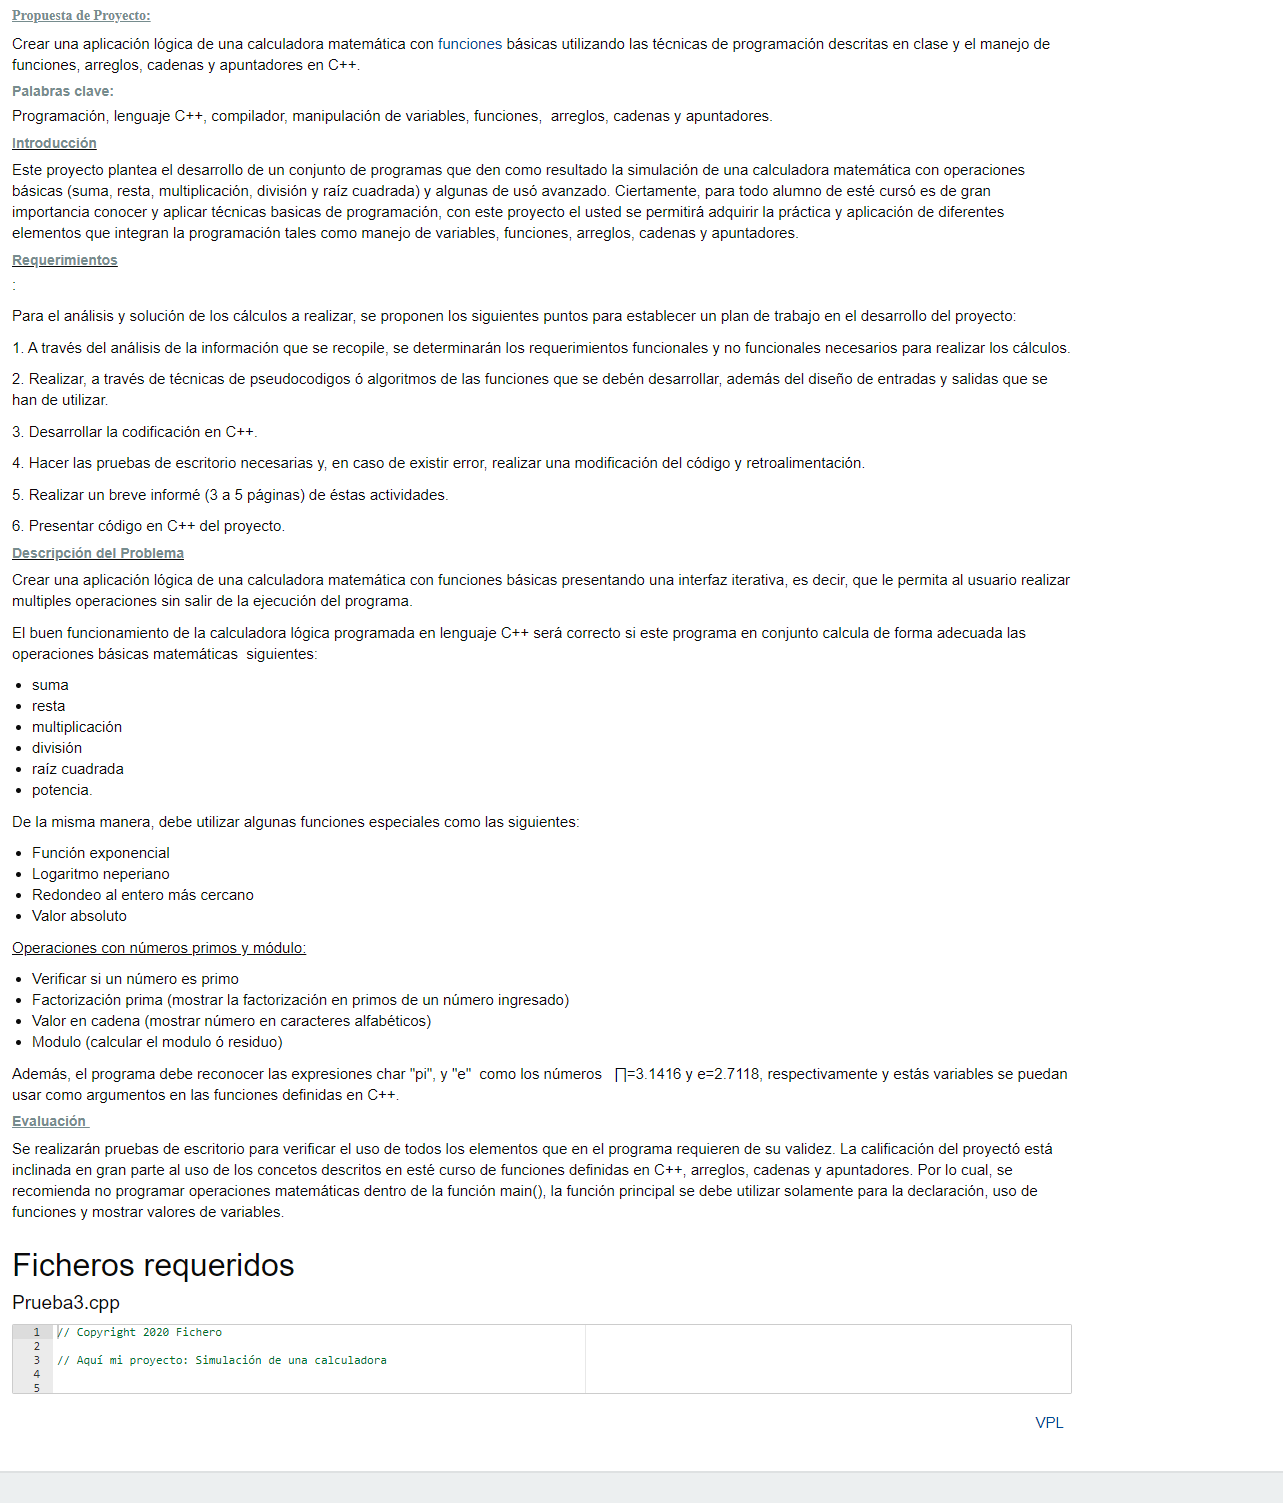 Propuesta de Proyecto:
Crear una aplicación lógica de una calculadora matemática con funciones básicas utilizando las técnicas de programación descritas en clase y el manejo de
funciones, arreglos, cadenas y apuntadores en C++.
Palabras clave:
Programación, lenguaje C++, compilador, manipulación de variables, funciones,  arreglos, cadenas y apuntadores.
Introducción
Este proyecto plantea el desarrollo de un conjunto de programas que den como resultado la simulación de una calculadora matemática con operaciones
básicas (suma, resta, multiplicación, división y raíz cuadrada) y algunas de usó avanzado. Ciertamente, para todo alumno de esté cursó es de gran
importancia conocer y aplicar técnicas basicas de programación, con este proyecto el usted se permitirá adquirir la práctica y aplicación de diferentes
elementos que integran la programación tales como manejo de variables, funciones, arreglos, cadenas y apuntadores.
Requerimientos
:
Para el análisis y solución de los cálculos a realizar, se proponen los siguientes puntos para establecer un plan de trabajo en el desarrollo del proyecto:
1. A través del análisis de la información que se recopile, se determinarán los requerimientos funcionales y no funcionales necesarios para realizar los cálculos.
2. Realizar, a través de técnicas de pseudocodigos ó algoritmos de las funciones que se debén desarrollar, además del diseño de entradas y salidas que se
han de utilizar.
3. Desarrollar la codificación en C++.
4. Hacer las pruebas de escritorio necesarias y, en caso de existir error, realizar una modificación del código y retroalimentación.
5. Realizar un breve informé (3 a 5 páginas) de éstas actividades.
6. Presentar código en C++ del proyecto.
Descripción del Problema
Crear una aplicación lógica de una calculadora matemática con funciones básicas presentando una interfaz iterativa, es decir, que le permita al usuario realizar
multiples operaciones sin salir de la ejecución del programa.
El buen funcionamiento de la calculadora lógica programada en lenguaje C++ será correcto si este programa en conjunto calcula de forma adecuada las
operaciones básicas matemáticas  siguientes:
• suma
• resta
• multiplicación
• división
• raíz cuadrada
• potencia.
De la misma manera, debe utilizar algunas funciones especiales como las siguientes:
• Función exponencial
• Logaritmo neperiano
• Redondeo al entero más cercano
• Valor absoluto
Operaciones con números primos y módulo:
• Verificar si un número es primo
• Factorización prima (mostrar la factorización en primos de un número ingresado)
• Valor en cadena (mostrar número en caracteres alfabéticos)
• Modulo (calcular el modulo ó residuo)
Además, el programa debe reconocer las expresiones char "pi", y "e"  como los números   ∏=3.1416 y e=2.7118, respectivamente y estás variables se puedan
usar como argumentos en las funciones definidas en C++.
Evaluación
Se realizarán pruebas de escritorio para verificar el uso de todos los elementos que en el programa requieren de su validez. La calificación del proyectó está
inclinada en gran parte al uso de los concetos descritos en esté curso de funciones definidas en C++, arreglos, cadenas y apuntadores. Por lo cual, se
recomienda no programar operaciones matemáticas dentro de la función main(), la función principal se debe utilizar solamente para la declaración, uso de
funciones y mostrar valores de variables.
Ficheros requeridos
Prueba3.cpp
1 // Copyright 2020 Fichero
2
3 // Aquí mi proyecto: Simulación de una calculadora
4
5
VPL